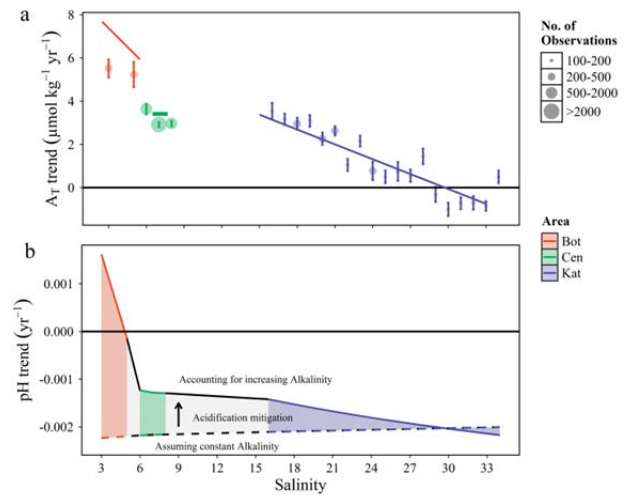 a
8
6
4
2
0
A_T trend (μmol kg⁻¹ yr⁻¹)
No. of
Observations
100-200
200-500
500-2000
>2000
Area
Bot
Cen
Kat
b
0.001
0.000
-0.001
-0.002
pH trend (yr⁻¹)
Accounting for increasing Alkalinity
Acidification mitigation
Assuming constant Alkalinity
3 6 9 12 15 18 21 24 27 30 33
Salinity